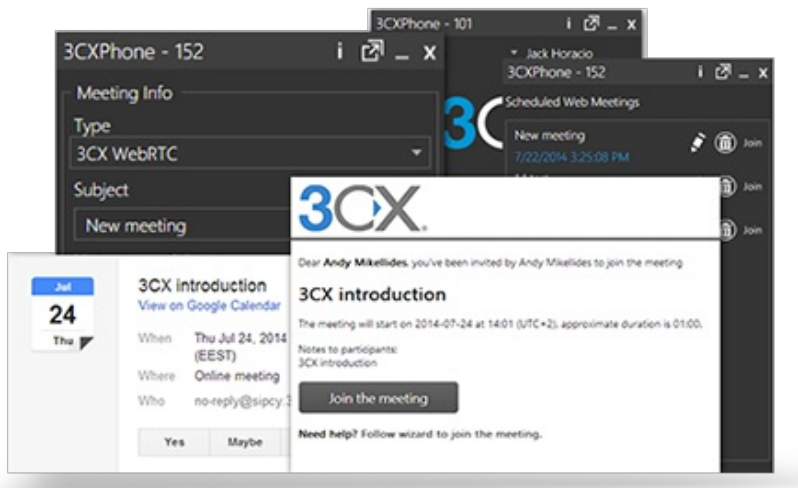 3CXPhone - 101
Jack Horacio
3CXPhone - 152
Meeting Info
Type
3CX WebRTC
Subject
New meeting
3CXPhone - 152
Scheduled Web Meetings
New meeting
7/22/2014 3:25:08 PM
Join
Join
Join
3CX
Dear Andy Mikellides, you've been invited by Andy Mikellides to join the meeting
3CX introduction
The meeting will start on 2014-07-24 at 14:01 (UTC+2), approximate duration is 01:00.
Notes to participants:
3CX introduction
Join the meeting
Need help? Follow wizard to join the meeting.
Jul
24
Thu
3CX introduction
View on Google Calendar
When Thu Jul 24, 2014
(EEST)
Where Online meeting
Who no-reply@sipcy.3
Yes Maybe